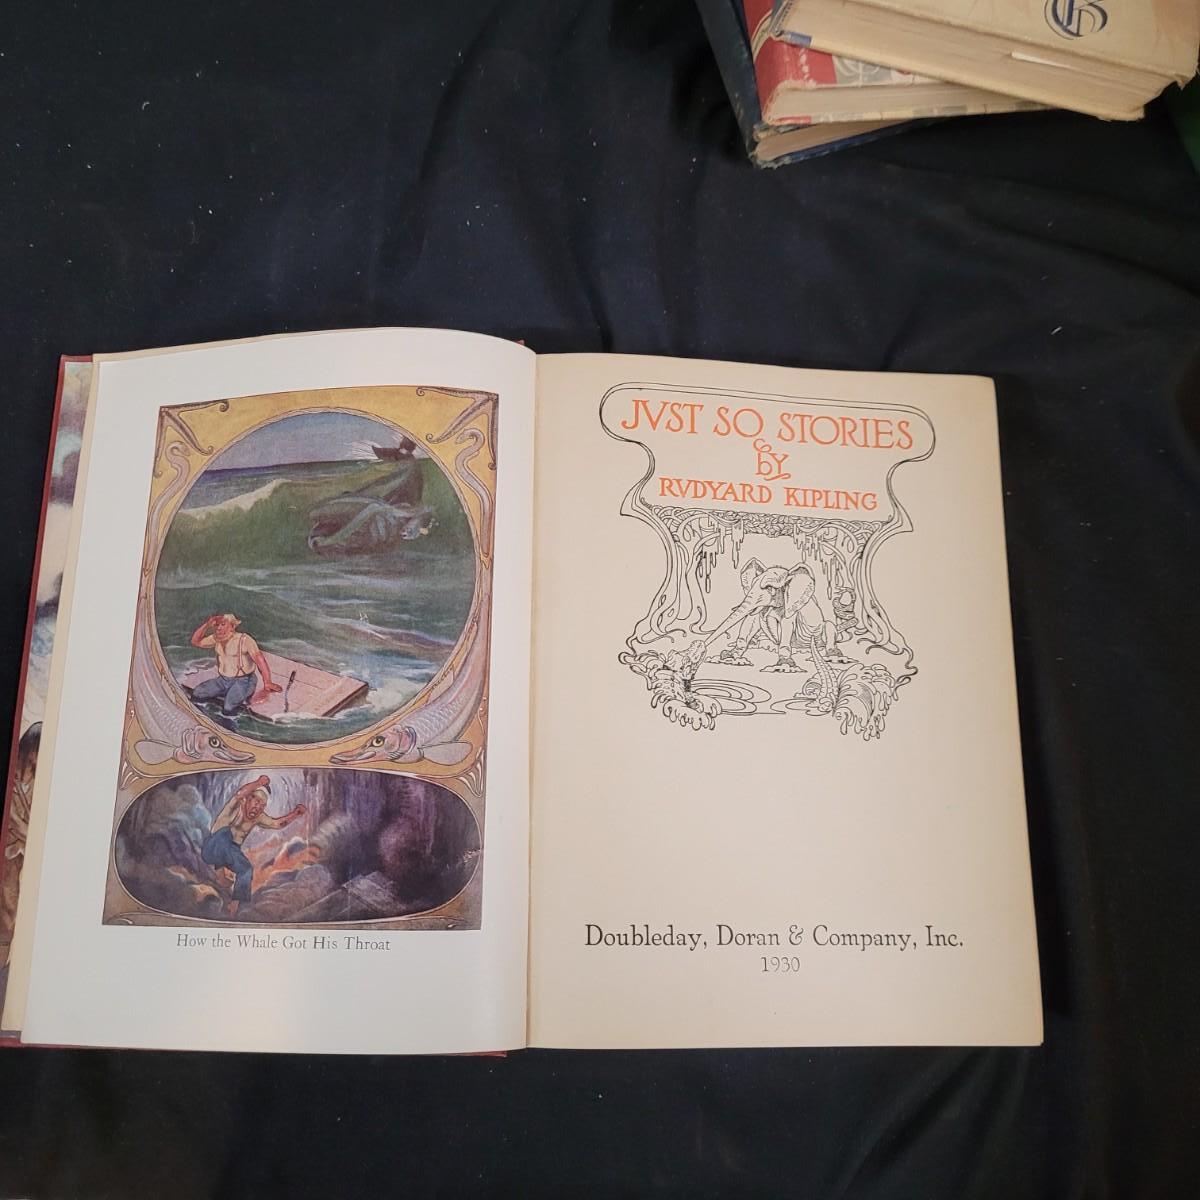 How the Whale Got His Throat
JVST SO STORIES
by
RVDYARD KIPLING
Doubleday, Doran & Company, Inc.
1930